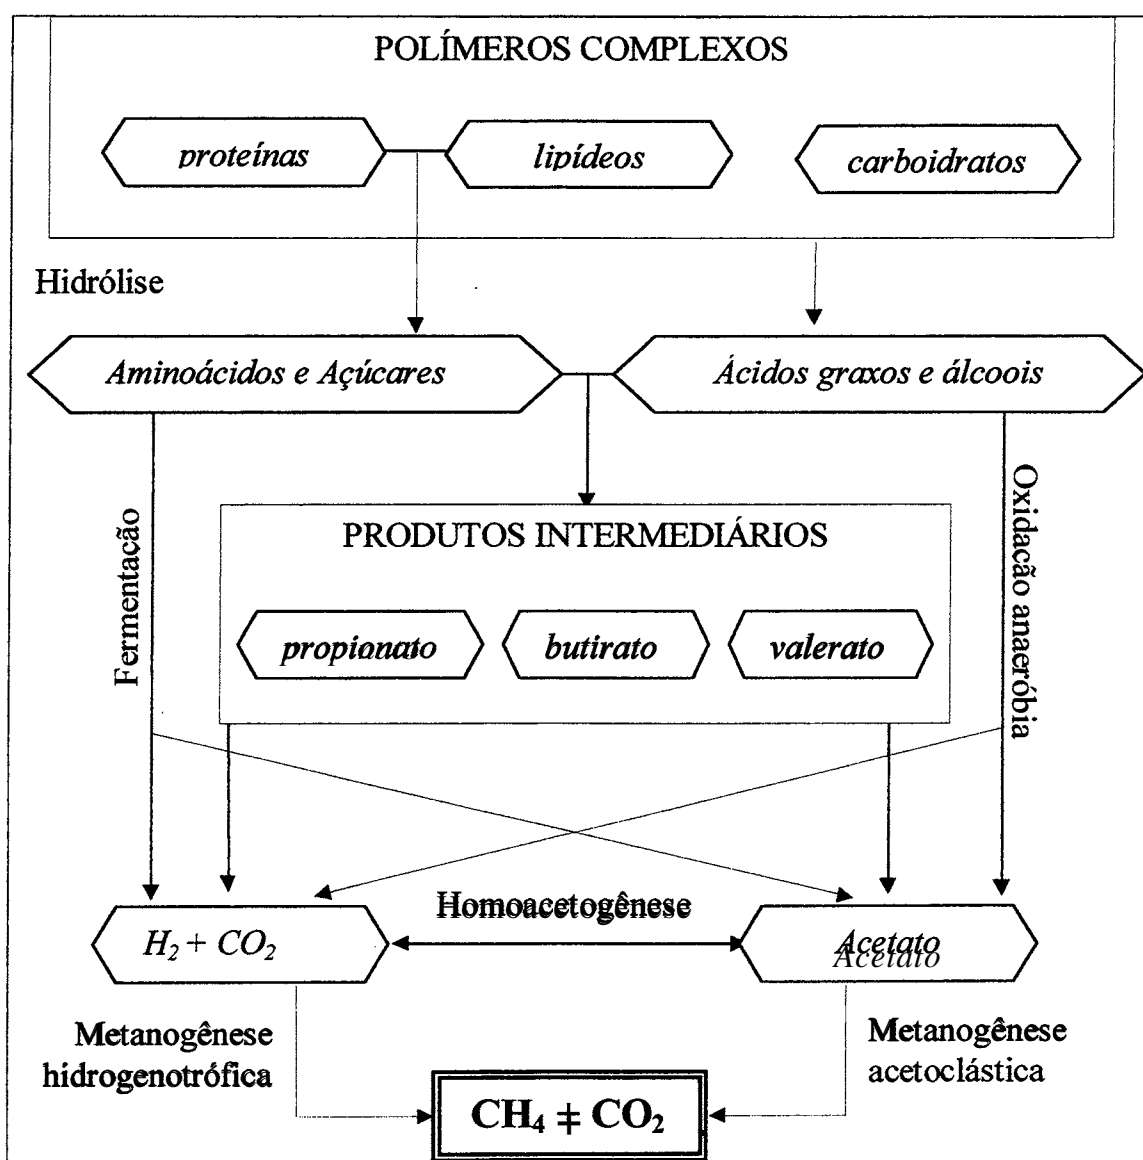 POLÍMEROS COMPLEXOS
proteínas
lipídeos
carboidratos
Hidrólise
Aminoácidos e Açúcares
Ácidos graxos e álcoois
Fermentação
Oxidação anaeróbia
PRODUTOS INTERMEDIÁRIOS
propionato
butirato
valerato
Homoacetogênese
H₂ + CO₂
Acetato
Acetato
Metanogênese
hidrogenotrófica
Metanogênese
acetoclástica
CH₄ + CO₂